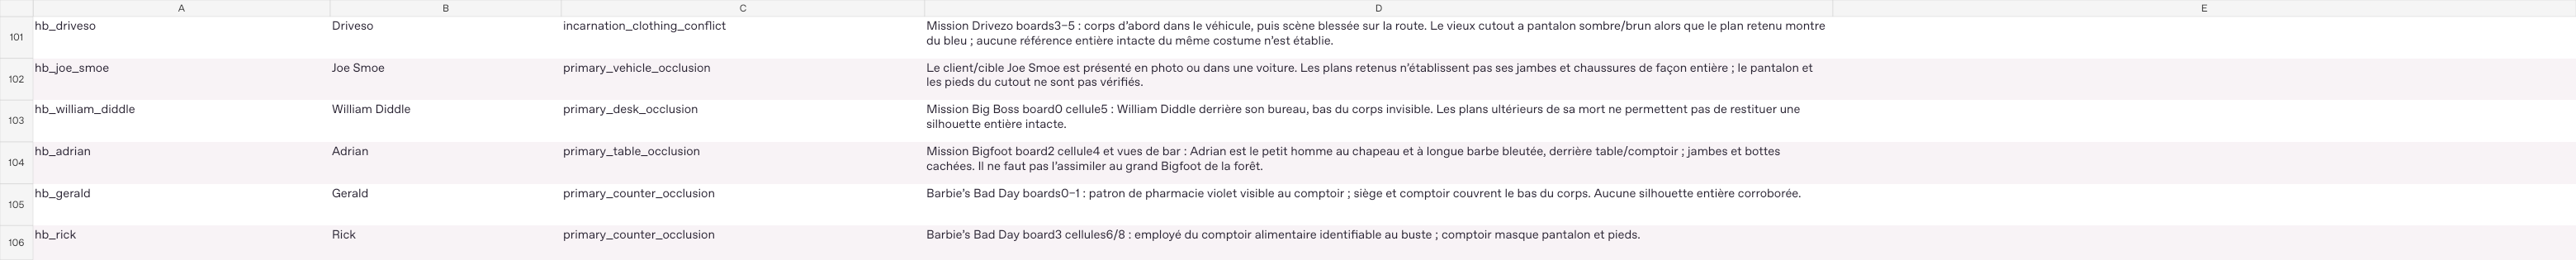 A B C D E
101 hb_driveso Driveso incarnation_clothing_conflict Mission Drivezo boards3–5 : corps d’abord dans le véhicule, puis scène blessée sur la route. Le vieux cutout a pantalon sombre/brun alors que le plan retenu montre
du bleu ; aucune référence entière intacte du même costume n’est établie.
102 hb_joe_smoe Joe Smoe primary_vehicle_occlusion Le client/cible Joe Smoe est présenté en photo ou dans une voiture. Les plans retenus n’établissent pas ses jambes et chaussures de façon entière ; le pantalon et
les pieds du cutout ne sont pas vérifiés.
103 hb_william_diddle William Diddle primary_desk_occlusion Mission Big Boss board0 cellule5 : William Diddle derrière son bureau, bas du corps invisible. Les plans ultérieurs de sa mort ne permettent pas de restituer une
silhouette entière intacte.
104 hb_adrian Adrian primary_table_occlusion Mission Bigfoot board2 cellule4 et vues de bar : Adrian est le petit homme au chapeau et à longue barbe bleutée, derrière table/comptoir ; jambes et bottes
cachées. Il ne faut pas l’assimiler au grand Bigfoot de la forêt.
105 hb_gerald Gerald primary_counter_occlusion Barbie’s Bad Day boards0–1 : patron de pharmacie violet visible au comptoir ; siège et comptoir couvrent le bas du corps. Aucune silhouette entière corroborée.
106 hb_rick Rick primary_counter_occlusion Barbie’s Bad Day board3 cellules6/8 : employé du comptoir alimentaire identifiable au buste ; comptoir masque pantalon et pieds.